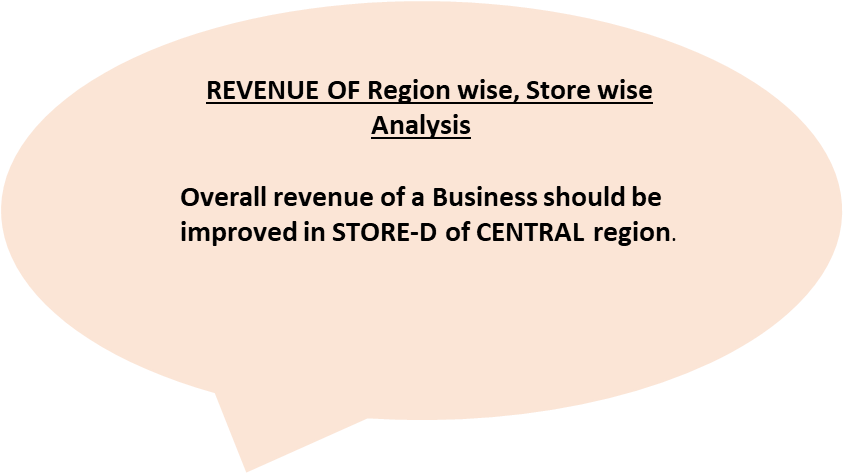 REVENUE OF Region wise, Store wise
Analysis
Overall revenue of a Business should be
improved in STORE-D of CENTRAL region.